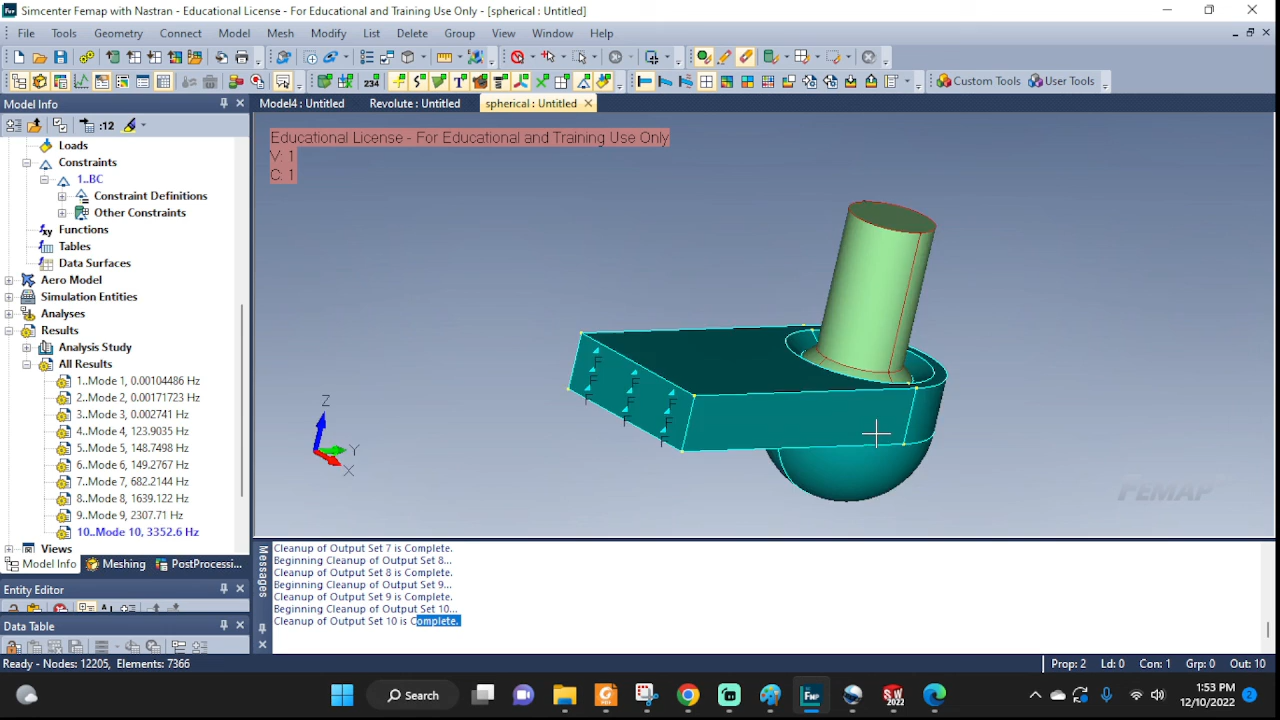 Simcenter Femap with Nastran - Educational License - For Educational and Training Use Only - [spherical : Untitled]
File Tools Geometry Connect Model Mesh Modify List Delete Group View Window Help
234
Custom Tools User Tools
Model Info
Model4 : Untitled Revolute : Untitled spherical : Untitled
:12
Loads
Constraints
1..BC
Constraint Definitions
Other Constraints
Functions
Tables
Data Surfaces
Aero Model
Simulation Entities
Analyses
Results
Analysis Study
All Results
1..Mode 1, 0.00104486 Hz
2..Mode 2, 0.00171723 Hz
3..Mode 3, 0.002741 Hz
4..Mode 4, 123.9035 Hz
5..Mode 5, 148.7498 Hz
6..Mode 6, 149.2767 Hz
7..Mode 7, 682.2144 Hz
8..Mode 8, 1639.122 Hz
9..Mode 9, 2307.71 Hz
10..Mode 10, 3352.6 Hz
Views
Model Info Meshing PostProcessi...
Entity Editor
Data Table
Educational License - For Educational and Training Use Only
V: 1
C: 1
F F F
F F F
F F F
Z
Y
X
FEMAP
Messages
Cleanup of Output Set 7 is Complete.
Beginning Cleanup of Output Set 8...
Cleanup of Output Set 8 is Complete.
Beginning Cleanup of Output Set 9...
Cleanup of Output Set 9 is Complete.
Beginning Cleanup of Output Set 10...
Cleanup of Output Set 10 is Complete.
Ready - Nodes: 12205, Elements: 7366
Prop: 2 Ld: 0 Con: 1 Grp: 0 Out: 10
Search
1:53 PM
12/10/2022
2